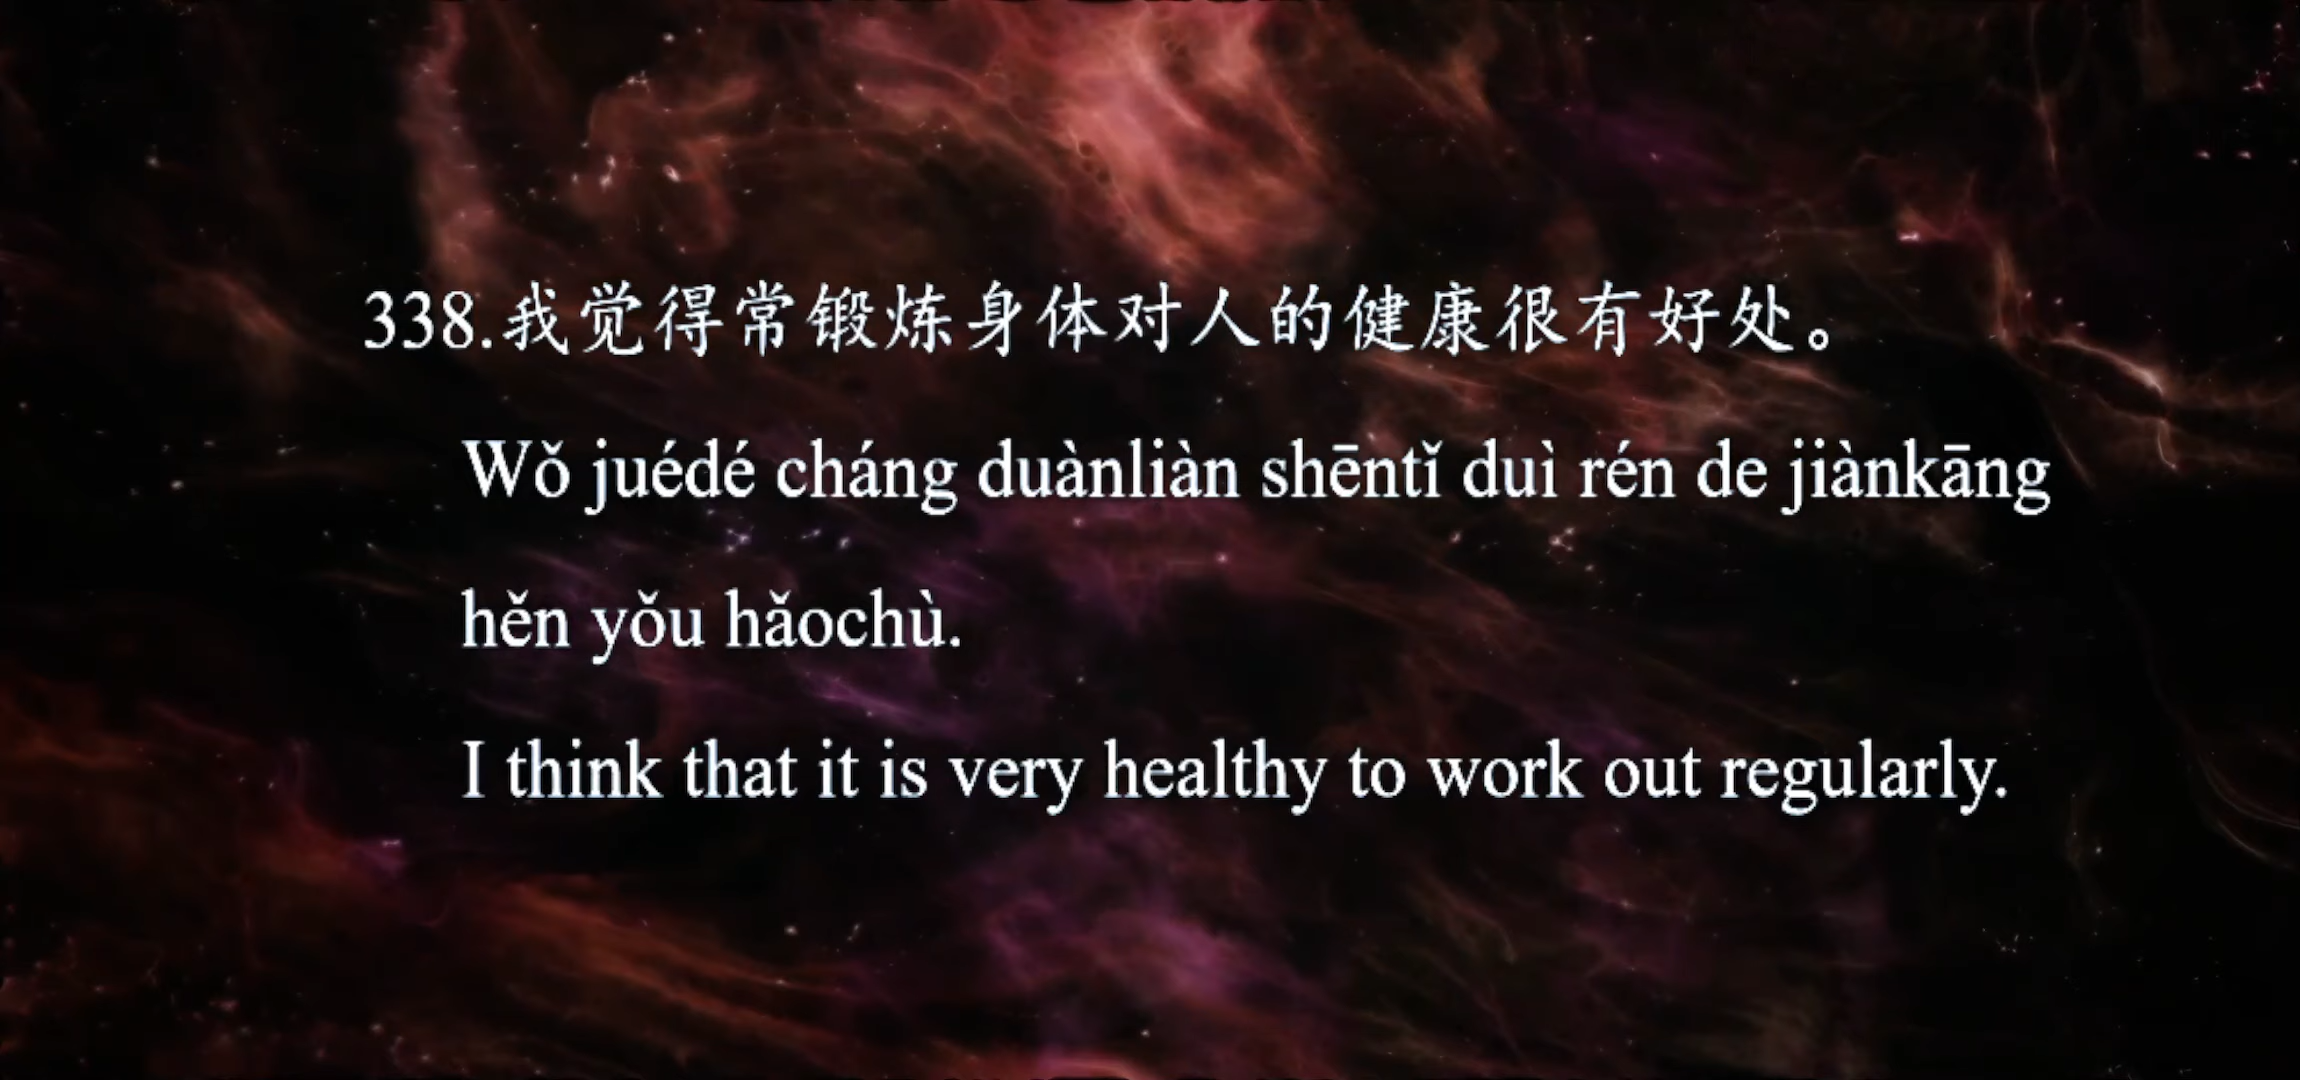 338.我觉得常锻炼身体对人的健康很有好处。
Wǒ juédé cháng duànliàn shēntǐ duì rén de jiànkāng
hěn yǒu hǎochù.
I think that it is very healthy to work out regularly.